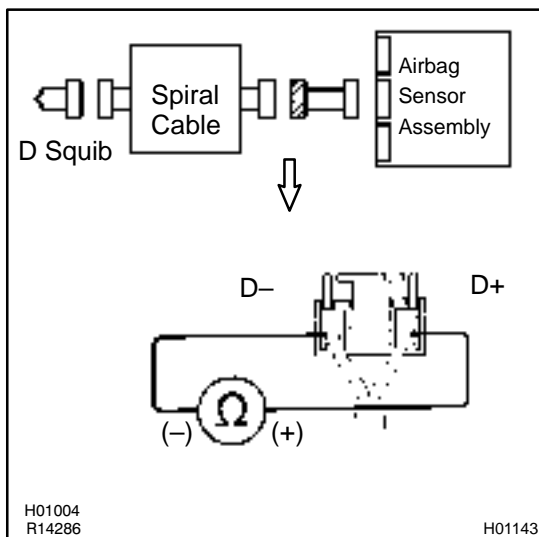 Spiral
Cable
Airbag
Sensor
Assembly
D Squib
D–
D+
Ω
(–)
(+)
H01004
R14286
H01143